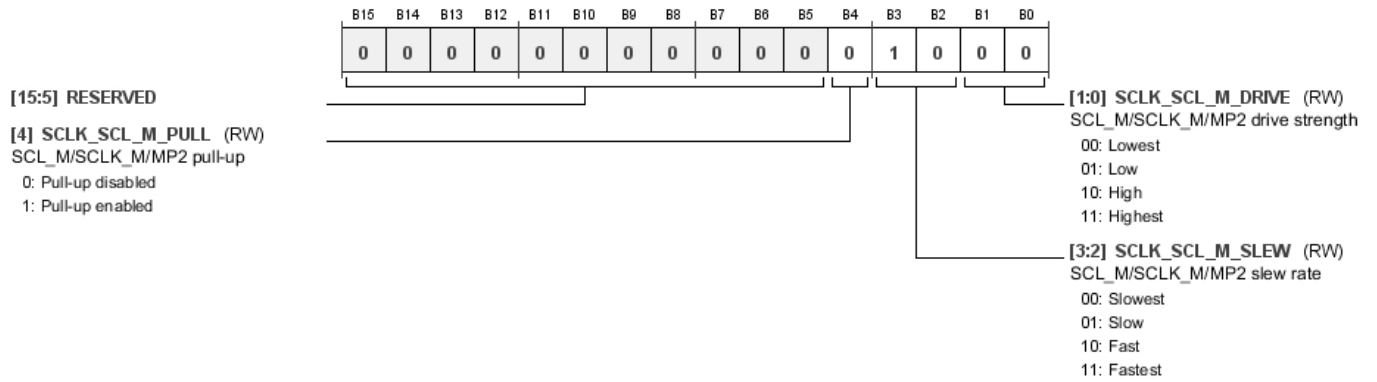 B15 B14 B13 B12 B11 B10 B9 B8 B7 B6 B5 B4 B3 B2 B1 B0
0 0 0 0 0 0 0 0 0 0 0 0 1 0 0 0
[15:5] RESERVED
[4] SCLK_SCL_M_PULL (RW)
SCL_M/SCLK_M/MP2 pull-up
0: Pull-up disabled
1: Pull-up enabled
[1:0] SCLK_SCL_M_DRIVE (RW)
SCL_M/SCLK_M/MP2 drive strength
00: Lowest
01: Low
10: High
11: Highest
[3:2] SCLK_SCL_M_SLEW (RW)
SCL_M/SCLK_M/MP2 slew rate
00: Slowest
01: Slow
10: Fast
11: Fastest